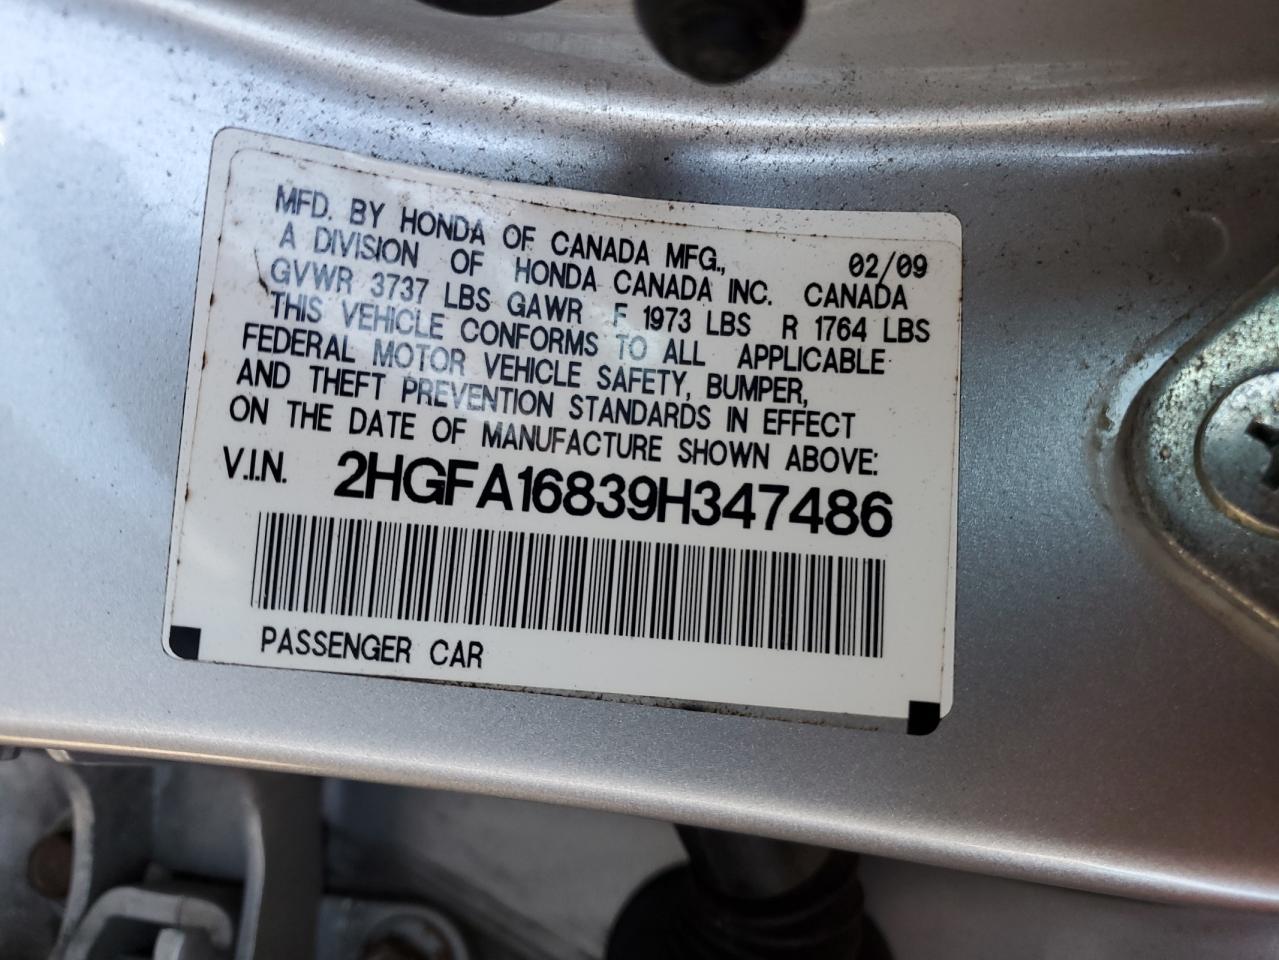 MFD. BY HONDA OF CANADA MFG., 02/09
A DIVISION OF HONDA CANADA INC. CANADA
GVWR 3737 LBS GAWR F 1973 LBS R 1764 LBS
THIS VEHICLE CONFORMS TO ALL APPLICABLE
FEDERAL MOTOR VEHICLE SAFETY, BUMPER,
AND THEFT PREVENTION STANDARDS IN EFFECT
ON THE DATE OF MANUFACTURE SHOWN ABOVE:
V.I.N. 2HGFA16839H347486
PASSENGER CAR